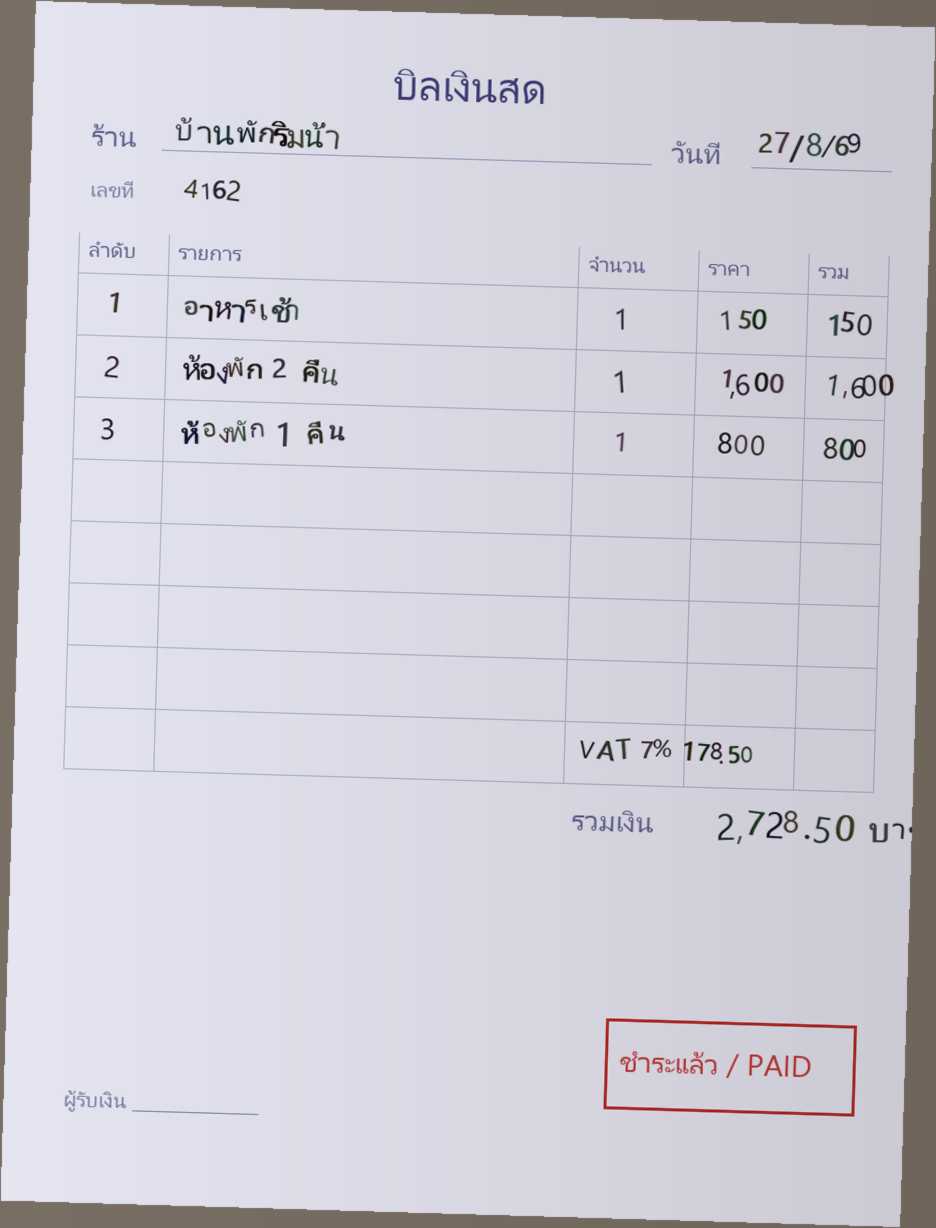 บิลเงินสด
ร้าน บ้านพักริมน้ำ วันที่ 27/8/69
เลขที่ 4162
ลำดับ รายการ จำนวน ราคา รวม
1 อาหารเช้า 1 150 150
2 ห้องพัก 2 คืน 1 1,600 1,600
3 ห้องพัก 1 คืน 1 800 800
VAT 7% 178.50
รวมเงิน 2,728.50
ชำระแล้ว / PAID
ผู้รับเงิน